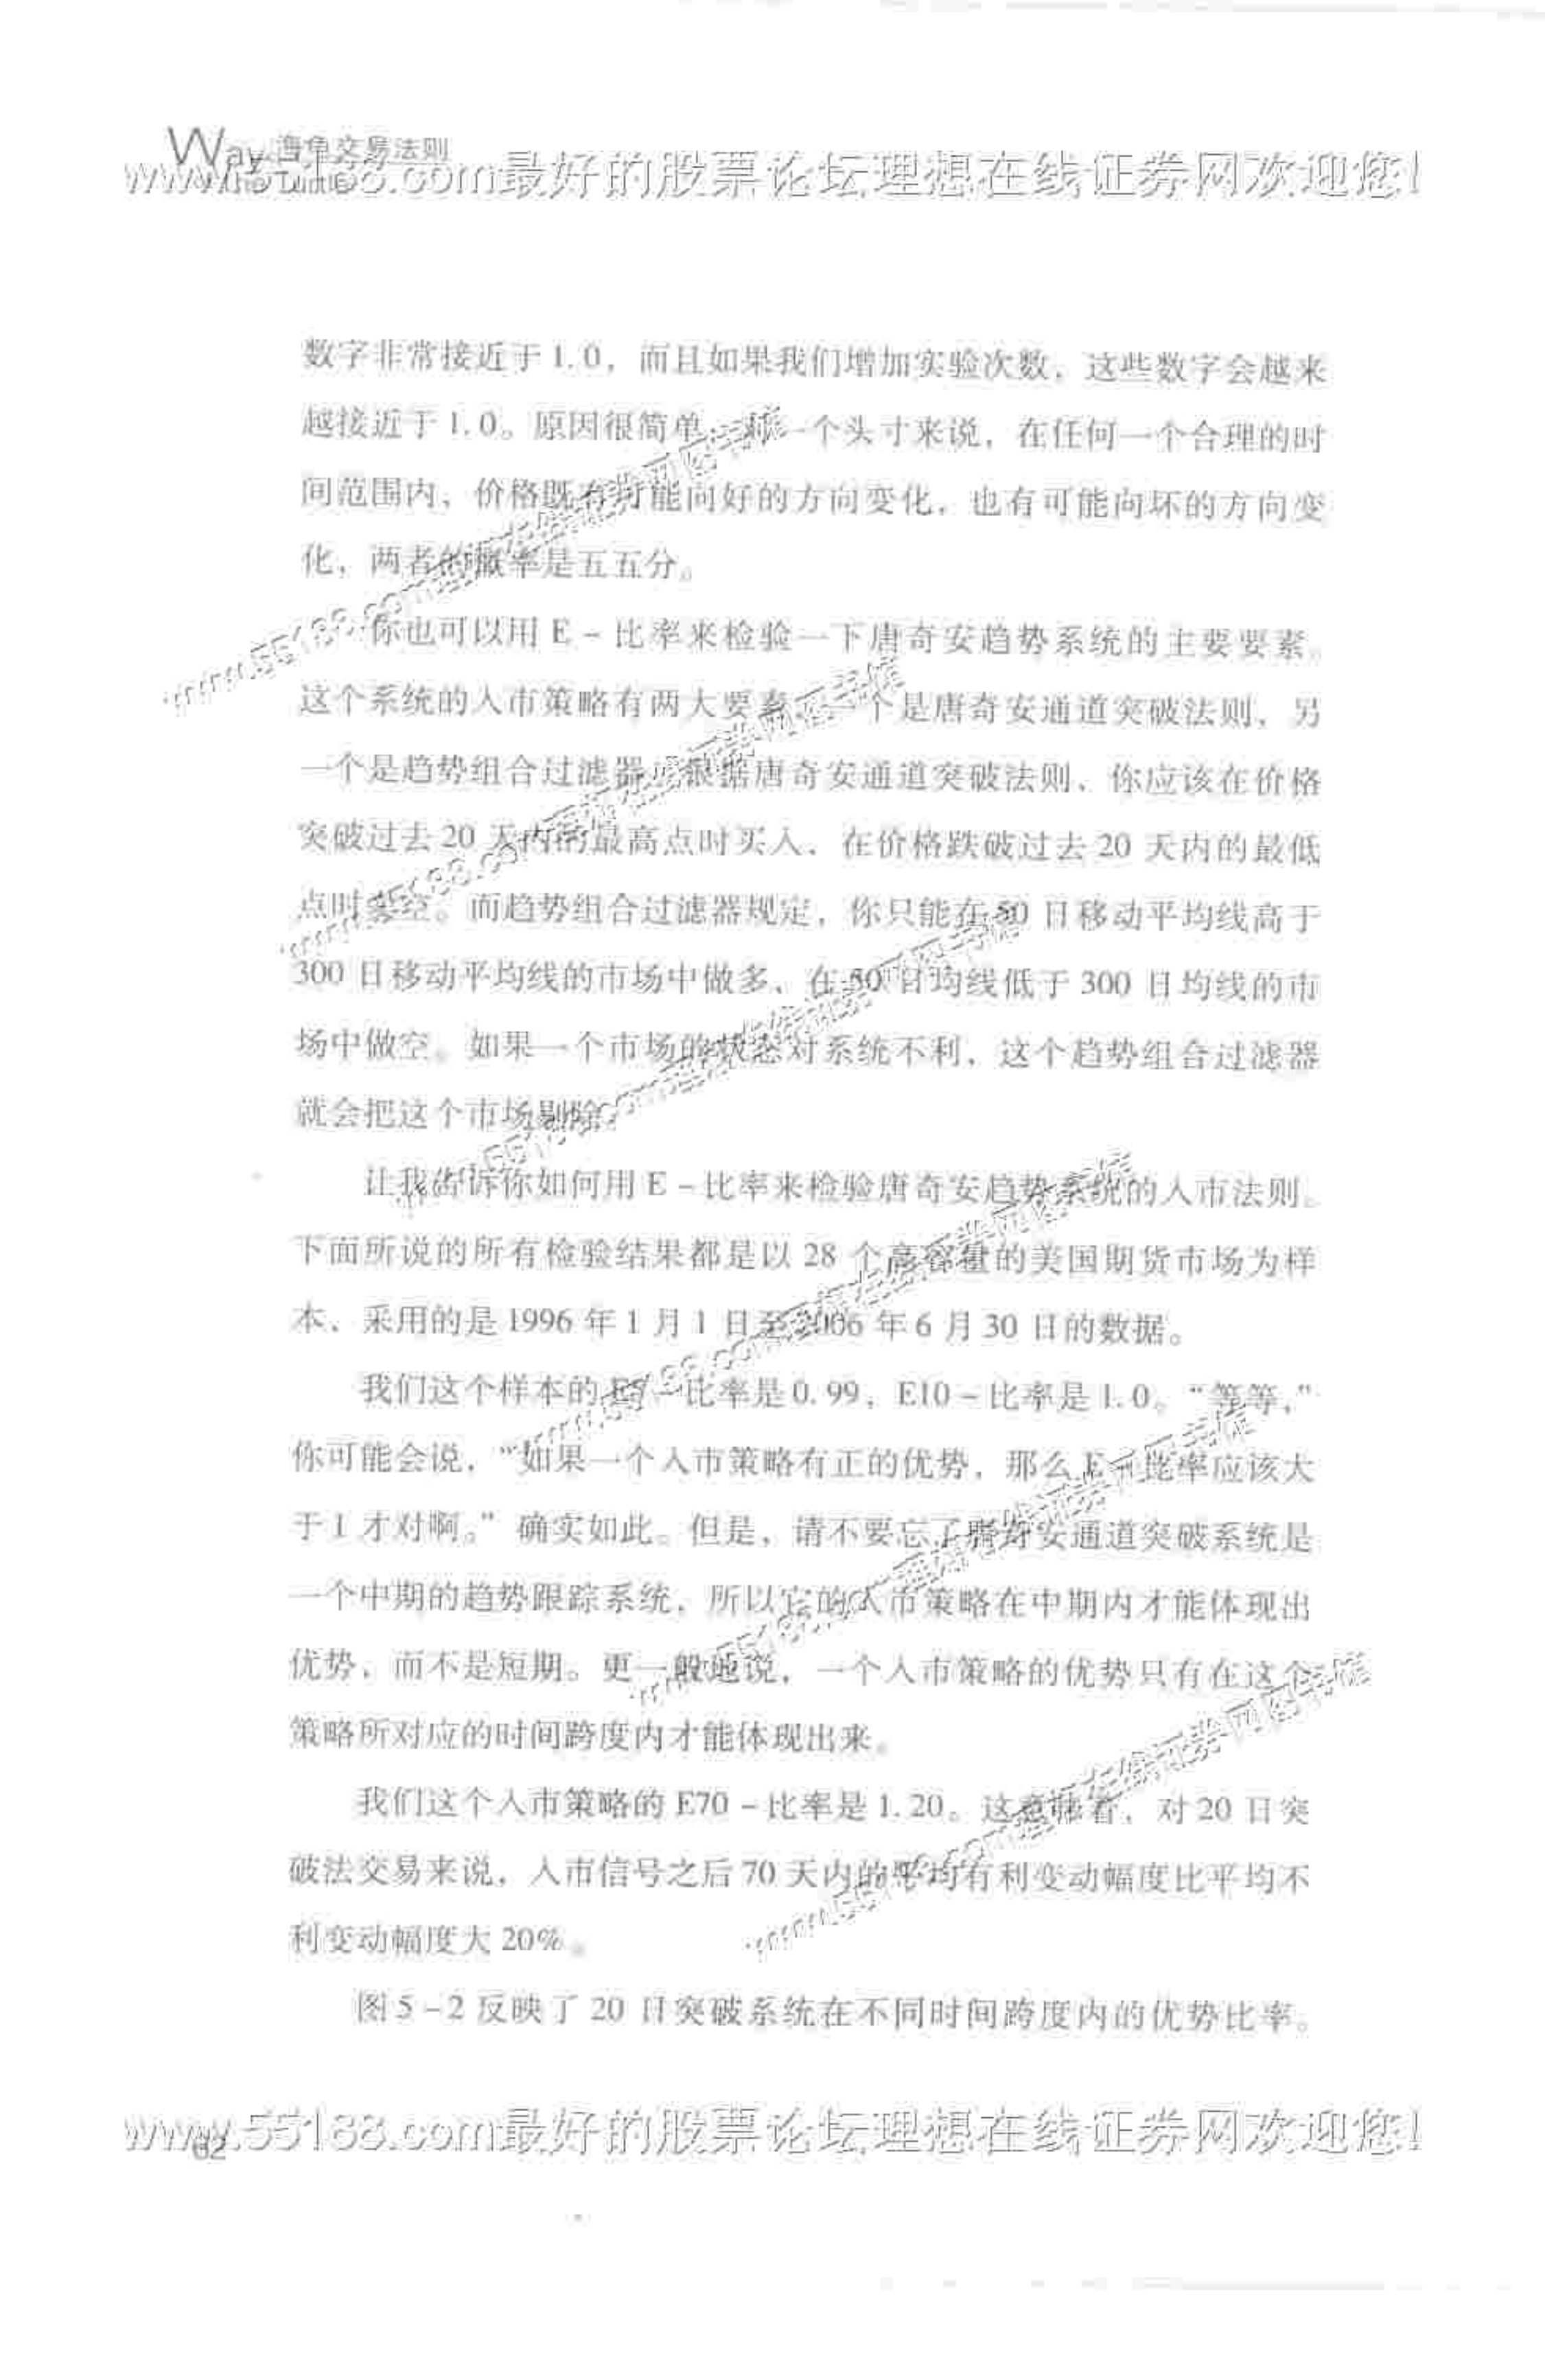 Way 海龟交易法则
www.55188.com最好的股票论坛理想在线证券网欢迎您!
数字非常接近于1.0，而且如果我们增加实验次数，这些数字会越来
越接近于1.0。原因很简单：对一个头寸来说，在任何一个合理的时
间范围内，价格既有可能向好的方向变化，也有可能向坏的方向变
化，两者的概率是五五分。
你也可以用E-比率来检验一下唐奇安趋势系统的主要要素。
这个系统的入市策略有两大要素，一个是唐奇安通道突破法则，另
一个是趋势组合过滤器。根据唐奇安通道突破法则，你应该在价格
突破过去20天内的最高点时买入，在价格跌破过去20天内的最低
点时卖空。而趋势组合过滤器规定，你只能在50日移动平均线高于
300日移动平均线的市场中做多，在50日均线低于300日均线的市
场中做空。如果一个市场的状态对系统不利，这个趋势组合过滤器
就会把这个市场剔除。
让我告诉你如何用E-比率来检验唐奇安趋势系统的入市法则。
下面所说的所有检验结果都是以28个高容量的美国期货市场为样
本，采用的是1996年1月1日至2006年6月30日的数据。
我们这个样本的E5-比率是0.99，E10-比率是1.0。“等等，”
你可能会说，“如果一个入市策略有正的优势，那么E-比率应该大
于1才对啊。”确实如此。但是，请不要忘了唐奇安通道突破系统是
一个中期的趋势跟踪系统，所以它的入市策略在中期内才能体现出
优势，而不是短期。更一般地说，一个入市策略的优势只有在这个
策略所对应的时间跨度内才能体现出来。
我们这个入市策略的E70-比率是1.20。这意味着，对20日突
破法交易来说，入市信号之后70天内的平均有利变动幅度比平均不
利变动幅度大20%。
图5-2反映了20日突破系统在不同时间跨度内的优势比率。
www.55188.com最好的股票论坛理想在线证券网欢迎您!